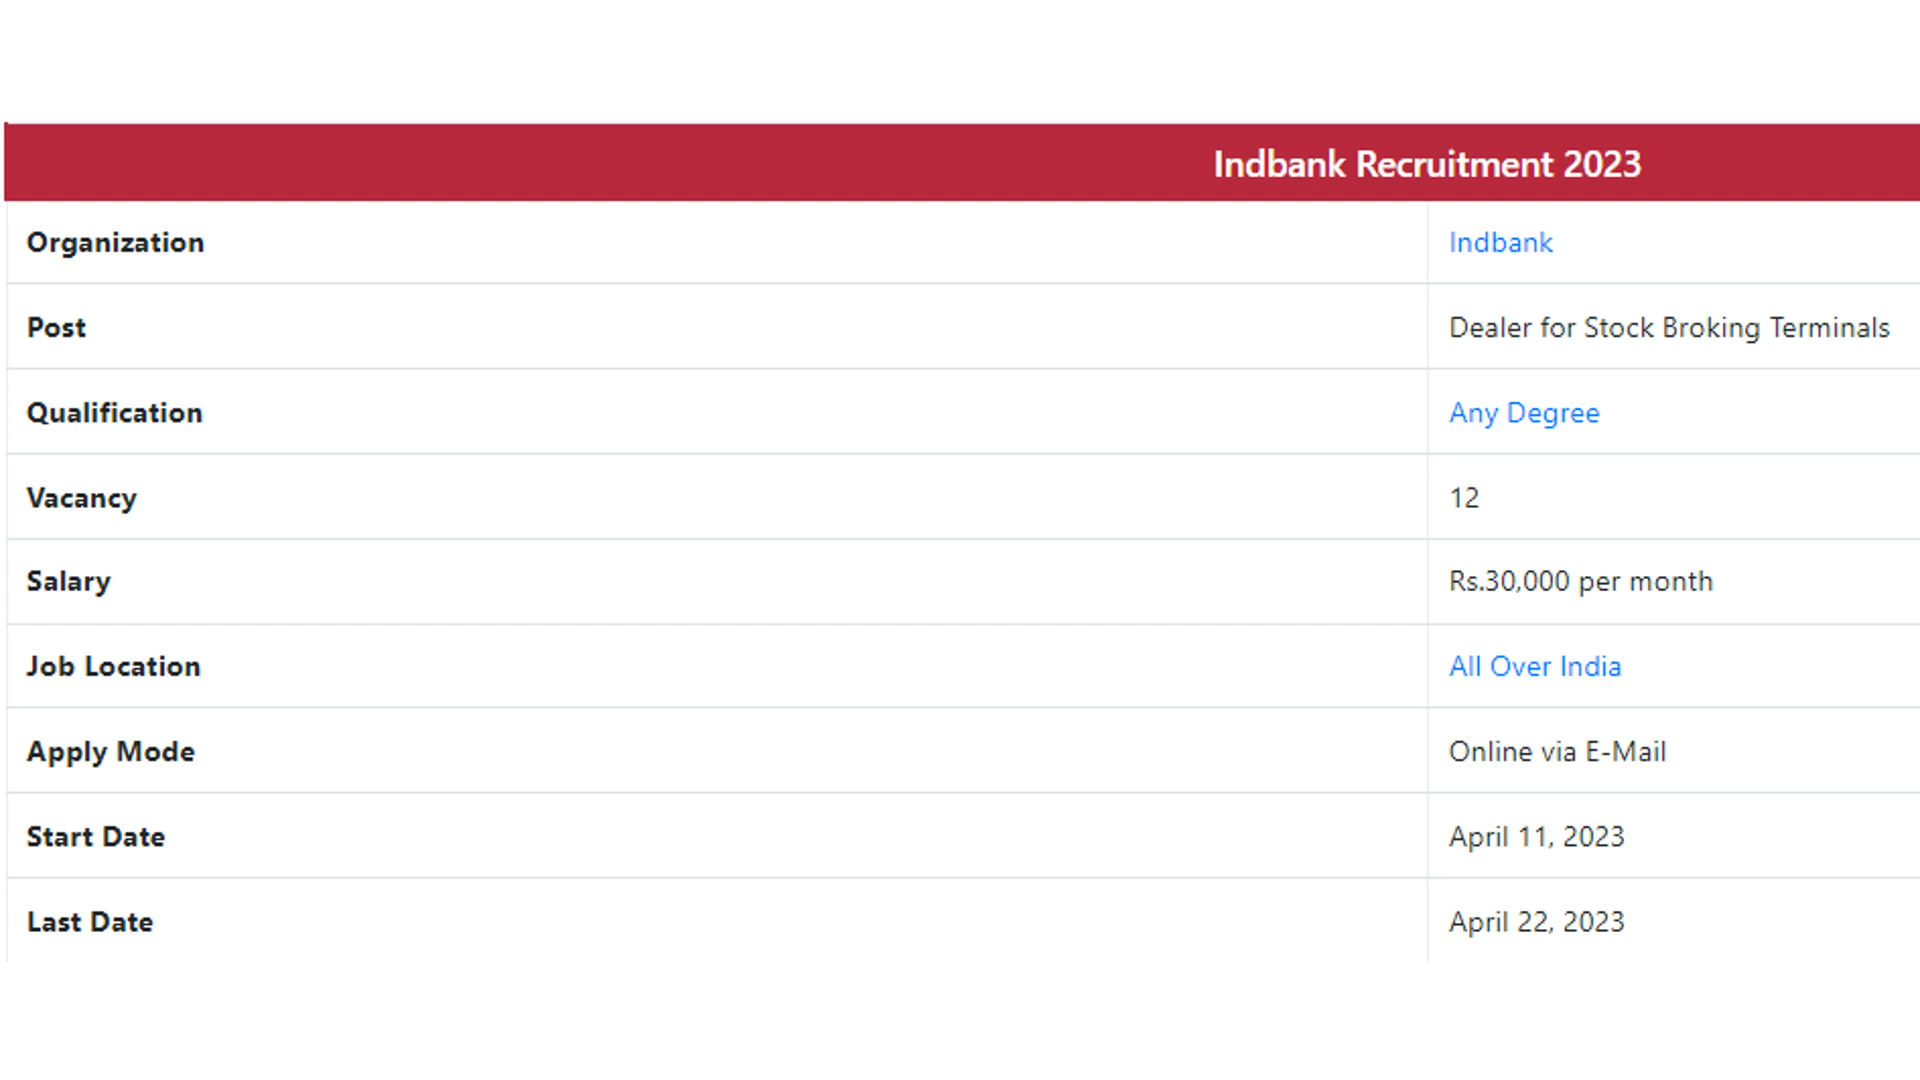 Indbank Recruitment 2023
Organization Indbank
Post Dealer for Stock Broking Terminals
Qualification Any Degree
Vacancy 12
Salary Rs.30,000 per month
Job Location All Over India
Apply Mode Online via E-Mail
Start Date April 11, 2023
Last Date April 22, 2023